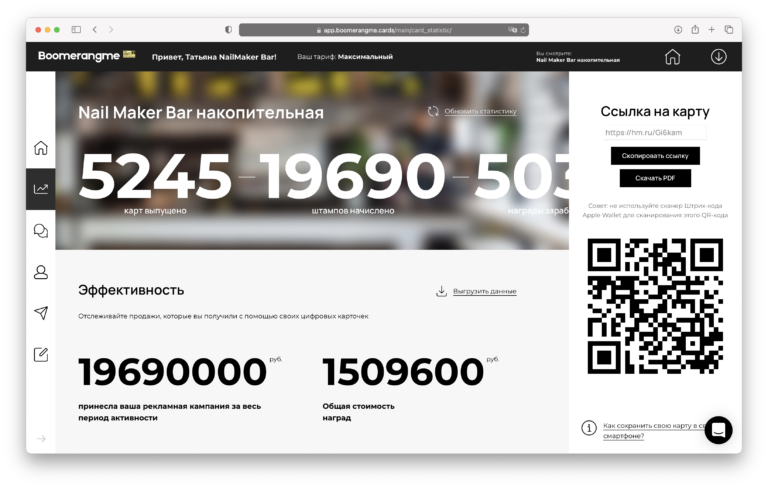 app.boomerangme.cards/main/card_statistic/
Boomerangme
Привет, Татьяна NailMaker Bar!
Ваш тариф: Максимальный
Вы смотрите:
Nail Maker Bar накопительная
Nail Maker Bar накопительная
Обновить статистику
5245 — 19690 — 503
карт выпущено
штампов начислено
награды зараб
Эффективность
Выгрузить данные
Отслеживайте продажи, которые вы получили с помощью своих цифровых карточек
19690000 руб.
принесла ваша рекламная кампания за весь
период активности
1509600 руб.
Общая стоимость
наград
Ссылка на карту
https://hm.ru/Gi6kam
Скопировать ссылку
Скачать PDF
Совет: не используйте сканер Штрих-кода
Apple Wallet для сканирования этого QR-кода
Как сохранить свою карту в
смартфоне?